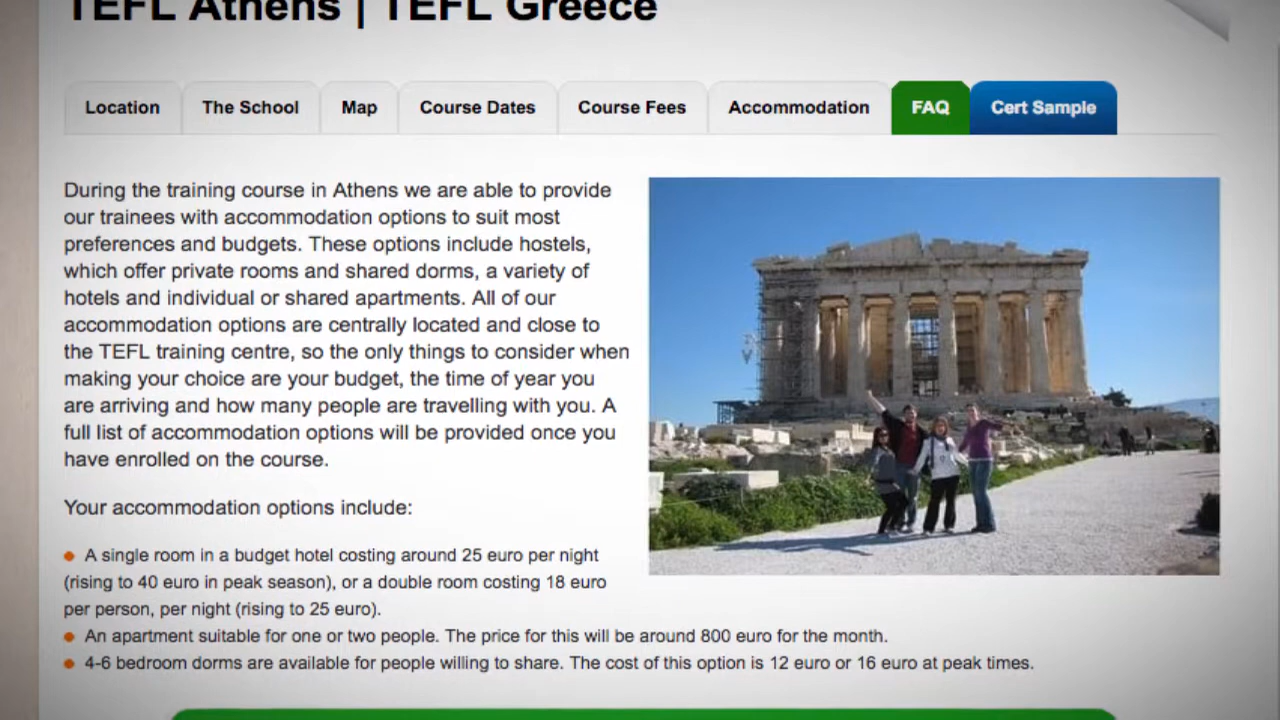 TEFL Athens | TEFL Greece
Location
The School
Map
Course Dates
Course Fees
Accommodation
FAQ
Cert Sample
During the training course in Athens we are able to provide
our trainees with accommodation options to suit most
preferences and budgets. These options include hostels,
which offer private rooms and shared dorms, a variety of
hotels and individual or shared apartments. All of our
accommodation options are centrally located and close to
the TEFL training centre, so the only things to consider when
making your choice are your budget, the time of year you
are arriving and how many people are travelling with you. A
full list of accommodation options will be provided once you
have enrolled on the course.
Your accommodation options include:
A single room in a budget hotel costing around 25 euro per night
(rising to 40 euro in peak season), or a double room costing 18 euro
per person, per night (rising to 25 euro).
An apartment suitable for one or two people. The price for this will be around 800 euro for the month.
4-6 bedroom dorms are available for people willing to share. The cost of this option is 12 euro or 16 euro at peak times.